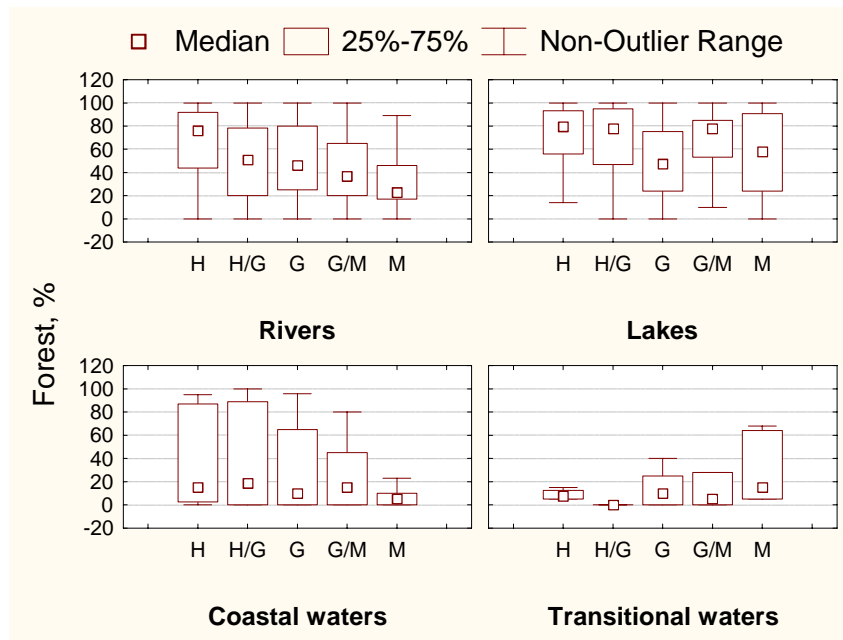 Median 25%-75% Non-Outlier Range
Forest, %
120
100
80
60
40
20
0
-20
H H/G G G/M M
Rivers
H H/G G G/M M
Lakes
120
100
80
60
40
20
0
-20
H H/G G G/M M
Coastal waters
H H/G G G/M M
Transitional waters